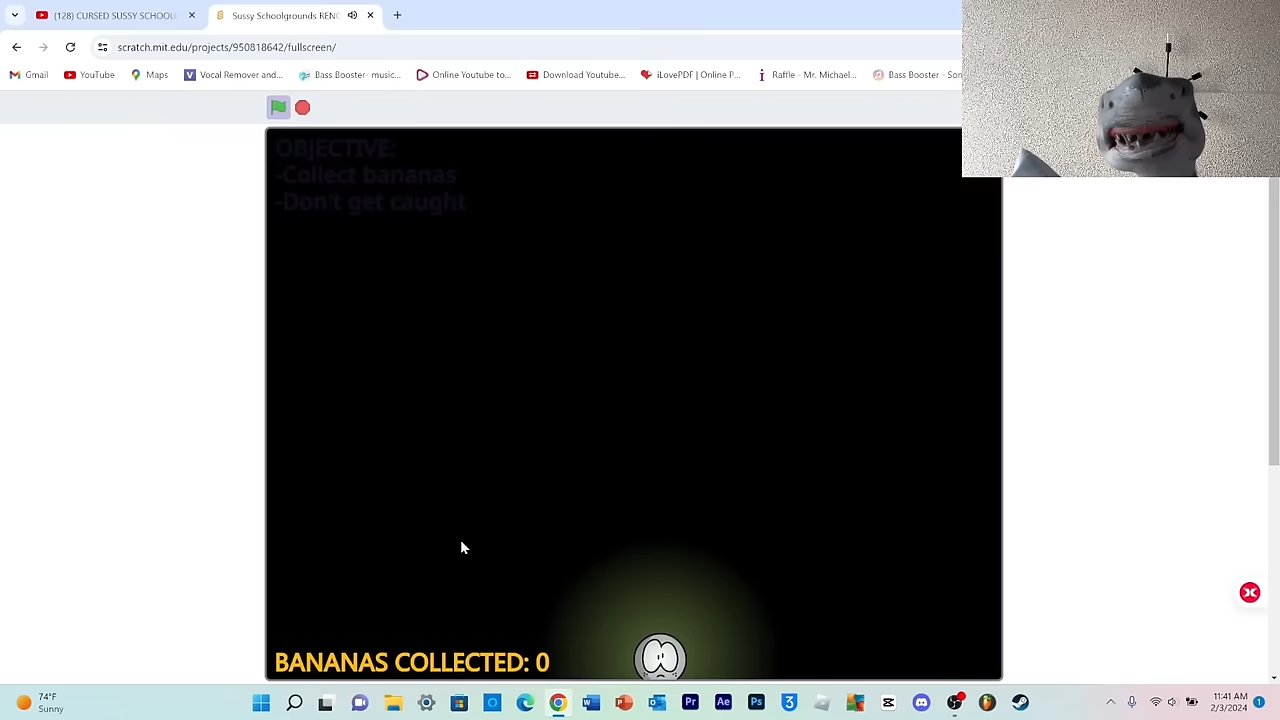 (128) CURSED SUSSY SCHOOL
Sussy Schoolgrounds RENO
scratch.mit.edu/projects/950818642/fullscreen/
Gmail
YouTube
Maps
Vocal Remover and...
Bass Booster- music...
Online Youtube to...
Download Youtube...
iLovePDF | Online P...
Raffle - Mr. Michael...
Bass Booster - Son
OBJECTIVE:
-Collect bananas
-Don't get caught
BANANAS COLLECTED: 0
74°F
Sunny
11:41 AM
2/3/2024